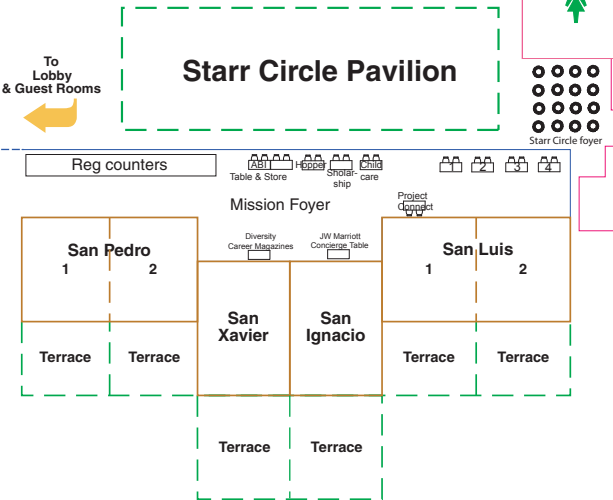 To
Lobby
& Guest Rooms
Starr Circle Pavilion
Starr Circle foyer
Reg counters
ABI
Table & Store
Hopper
Sholar-
ship
Child
care
1
2
3
4
Mission Foyer
Project
Connect
Diversity
Career Magazines
JW Marriott
Concierge Table
San Pedro
1
2
San Luis
1
2
San
Xavier
San
Ignacio
Terrace
Terrace
Terrace
Terrace
Terrace
Terrace